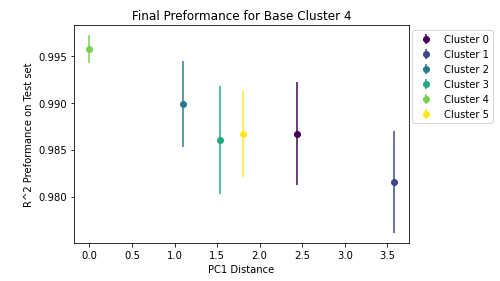 Final Preformance for Base Cluster 4
R^2 Preformance on Test set
0.995
0.990
0.985
0.980
0.0 0.5 1.0 1.5 2.0 2.5 3.0 3.5
PC1 Distance
Cluster 0
Cluster 1
Cluster 2
Cluster 3
Cluster 4
Cluster 5